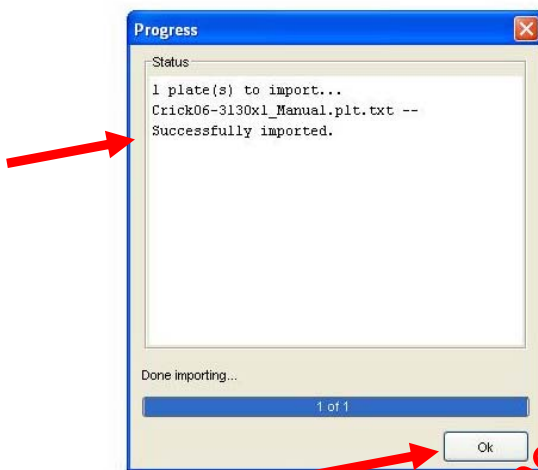 Progress
Status
1 plate(s) to import...
Crick06-3130xl_Manual.plt.txt --
Successfully imported.
Done importing...
1 of 1
Ok